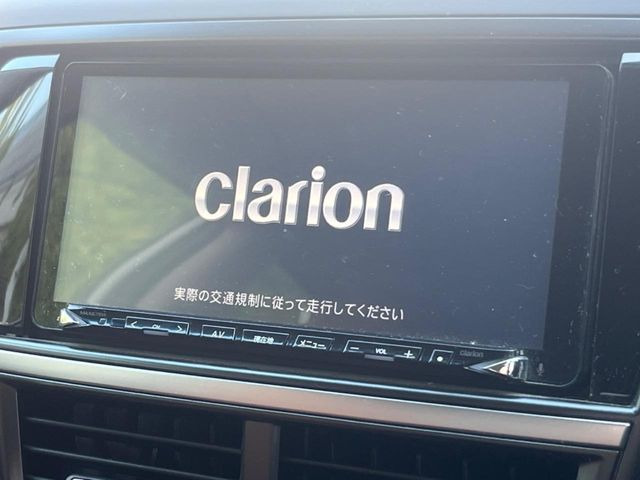 clarion
実際の交通規制に従って走行してください
< CH >
AV
現在地
メニュー
− VOL +
clarion